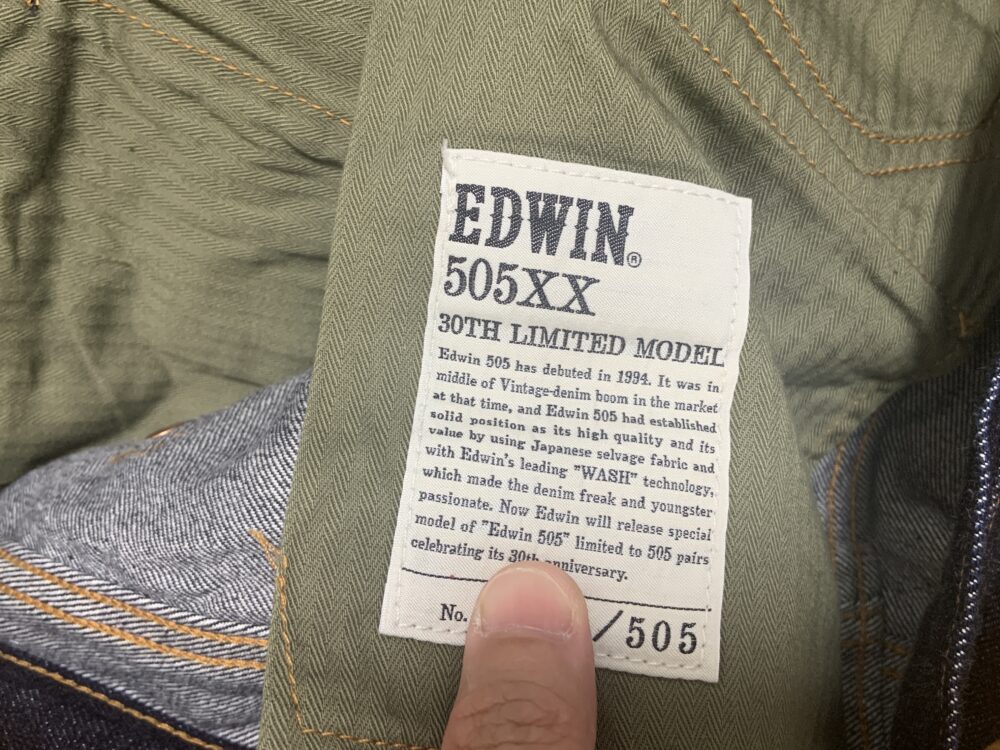 EDWIN®
505XX
30TH LIMITED MODEL
Edwin 505 has debuted in 1994. It was in
middle of Vintage-denim boom in the market
at that time, and Edwin 505 had established
solid position as its high quality and its
value by using Japanese selvage fabric and
with Edwin's leading "WASH" technology,
which made the denim freak and youngster
passionate. Now Edwin will release special
model of "Edwin 505" limited to 505 pairs
celebrating its 30th anniversary.
No. /505